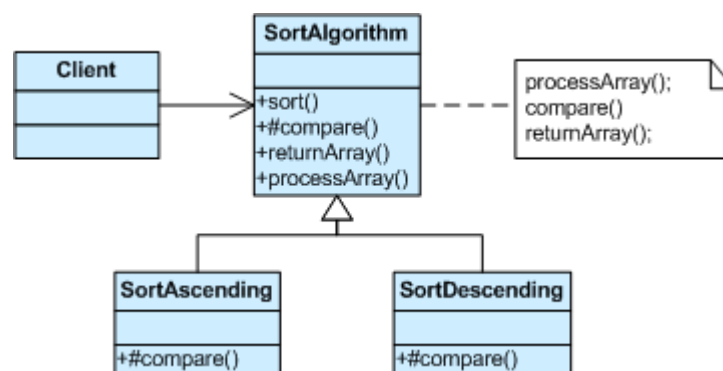 Client
SortAlgorithm
+sort()
+#compare()
+returnArray()
+processArray()
processArray();
compare()
returnArray();
SortAscending
+#compare()
SortDescending
+#compare()